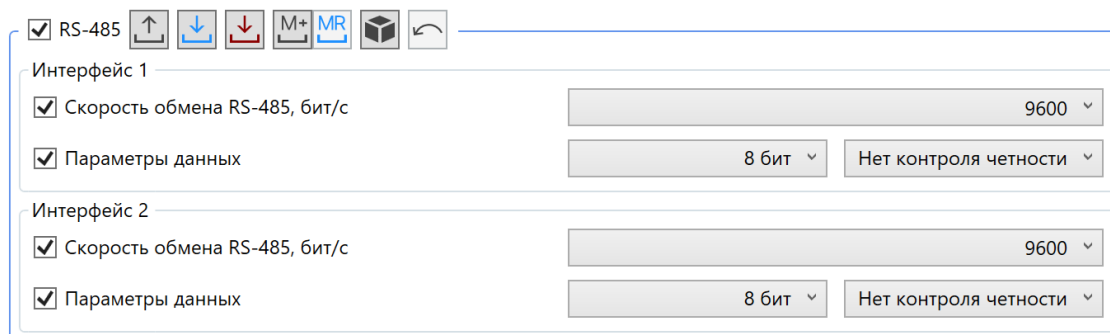 RS-485 M+ MR
Интерфейс 1
Скорость обмена RS-485, бит/с 9600
Параметры данных 8 бит Нет контроля четности
Интерфейс 2
Скорость обмена RS-485, бит/с 9600
Параметры данных 8 бит Нет контроля четности